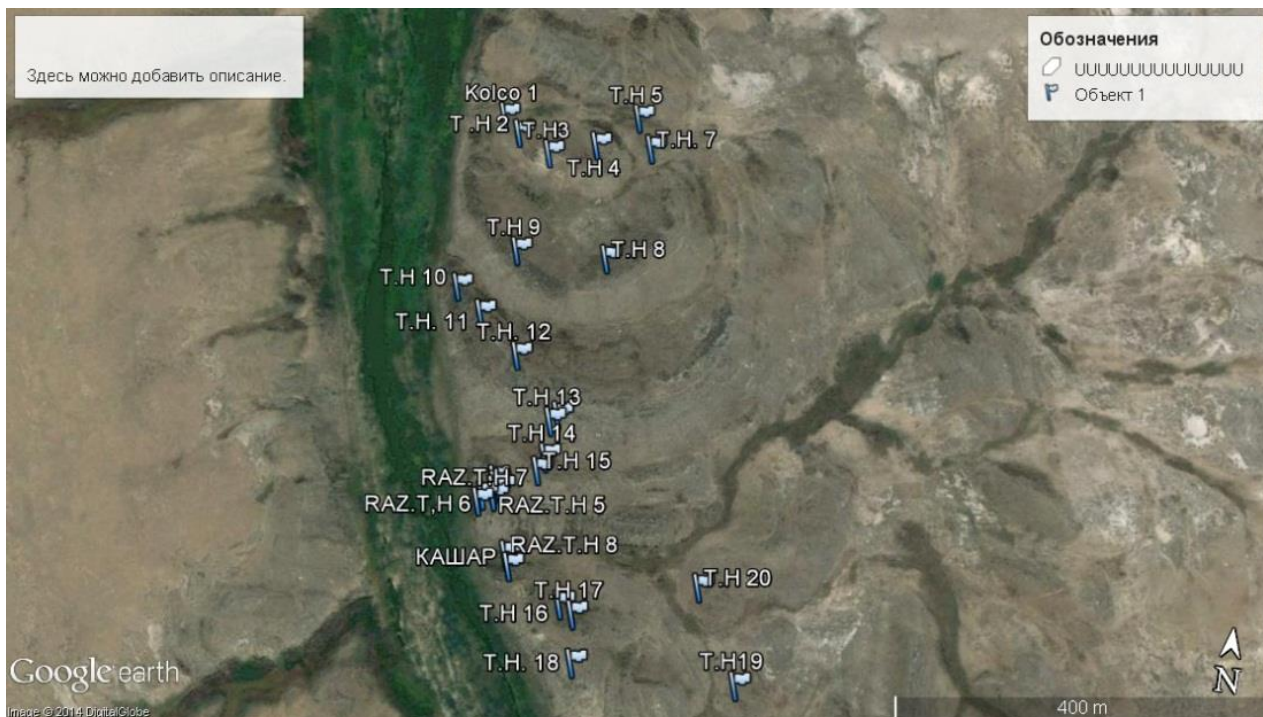 Здесь можно добавить описание.
Обозначения
UUUUUUUUUUUUUUU
Объект 1
Kolco 1
T.H 5
T .H 2
T.H3
T.H. 7
T.H 4
T.H 9
T.H 8
T.H 10
T.H. 11
T.H. 12
T.H 13
T.H 14
T.H 15
RAZ.T.H 7
RAZ.T,H 6
RAZ.T.H 5
RAZ.T.H 8
КАШАР
T.H 20
T.H 17
T.H 16
T.H. 18
T.H19
Google earth
N
400 m
Image © 2014 DigitalGlobe